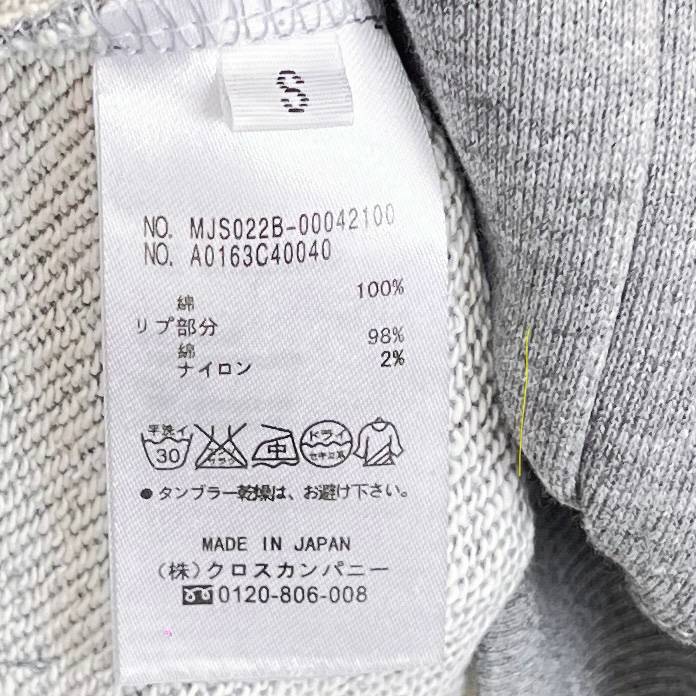 S
NO. MJS022B-00042100
NO. A0163C40040
綿 100%
リブ部分
綿 98%
ナイロン 2%
手洗イ ドライ
30 中 セキユ系
●タンブラー乾燥は、お避け下さい。
MADE IN JAPAN
(株)クロスカンパニー
0120-806-008